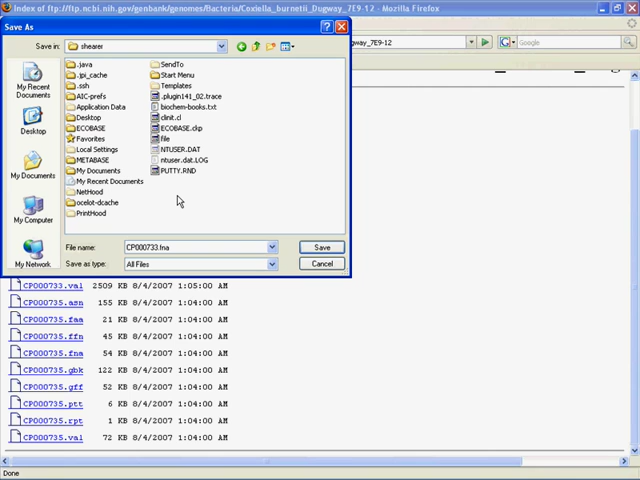 Index of ftp://ftp.ncbi.nih.gov/genbank/genomes/Bacteria/Coxiella_burnetii_Dugway_7E9-12 - Mozilla Firefox
Save As
Save in: shearer
gway_7E9-12
Google
My Recent
Documents
Desktop
My Documents
My Computer
My Network
.java
.jpi_cache
.ssh
AIC-prefs
Application Data
Desktop
ECOBASE
Favorites
Local Settings
METABASE
My Documents
My Recent Documents
NetHood
ocelot-dcache
PrintHood
SendTo
Start Menu
Templates
.plugin141_02.trace
biochem-books.txt
clinit.cl
ECOBASE.ckp
file
NTUSER.DAT
ntuser.dat.LOG
PUTTY.RND
File name: CP000733.fna Save
Save as type: All Files Cancel
CP000733.val 2509 KB 8/4/2007 1:05:00 AM
CP000735.asn 155 KB 8/4/2007 1:04:00 AM
CP000735.faa 21 KB 8/4/2007 1:04:00 AM
CP000735.ffn 45 KB 8/4/2007 1:04:00 AM
CP000735.fna 54 KB 8/4/2007 1:04:00 AM
CP000735.gbk 122 KB 8/4/2007 1:04:00 AM
CP000735.gff 52 KB 8/4/2007 1:04:00 AM
CP000735.ptt 6 KB 8/4/2007 1:04:00 AM
CP000735.rpt 1 KB 8/4/2007 1:04:00 AM
CP000735.val 72 KB 8/4/2007 1:04:00 AM
Done